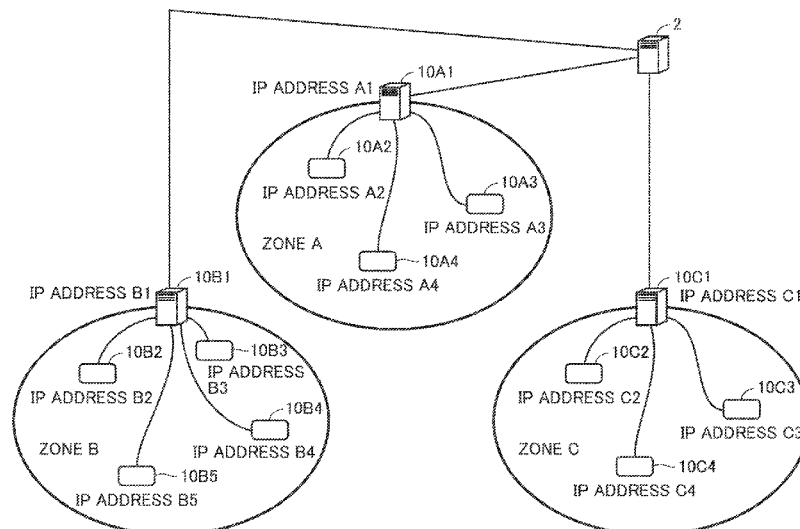 2
10A1
IP ADDRESS A1
10A2
IP ADDRESS A2
10A3
IP ADDRESS A3
ZONE A
10A4
IP ADDRESS A4
10B1
IP ADDRESS B1
10B2
IP ADDRESS B2
10B3
IP ADDRESS
B3
10B4
IP ADDRESS B4
ZONE B
10B5
IP ADDRESS B5
10C1
IP ADDRESS C1
10C2
IP ADDRESS C2
10C3
IP ADDRESS C3
ZONE C
10C4
IP ADDRESS C4